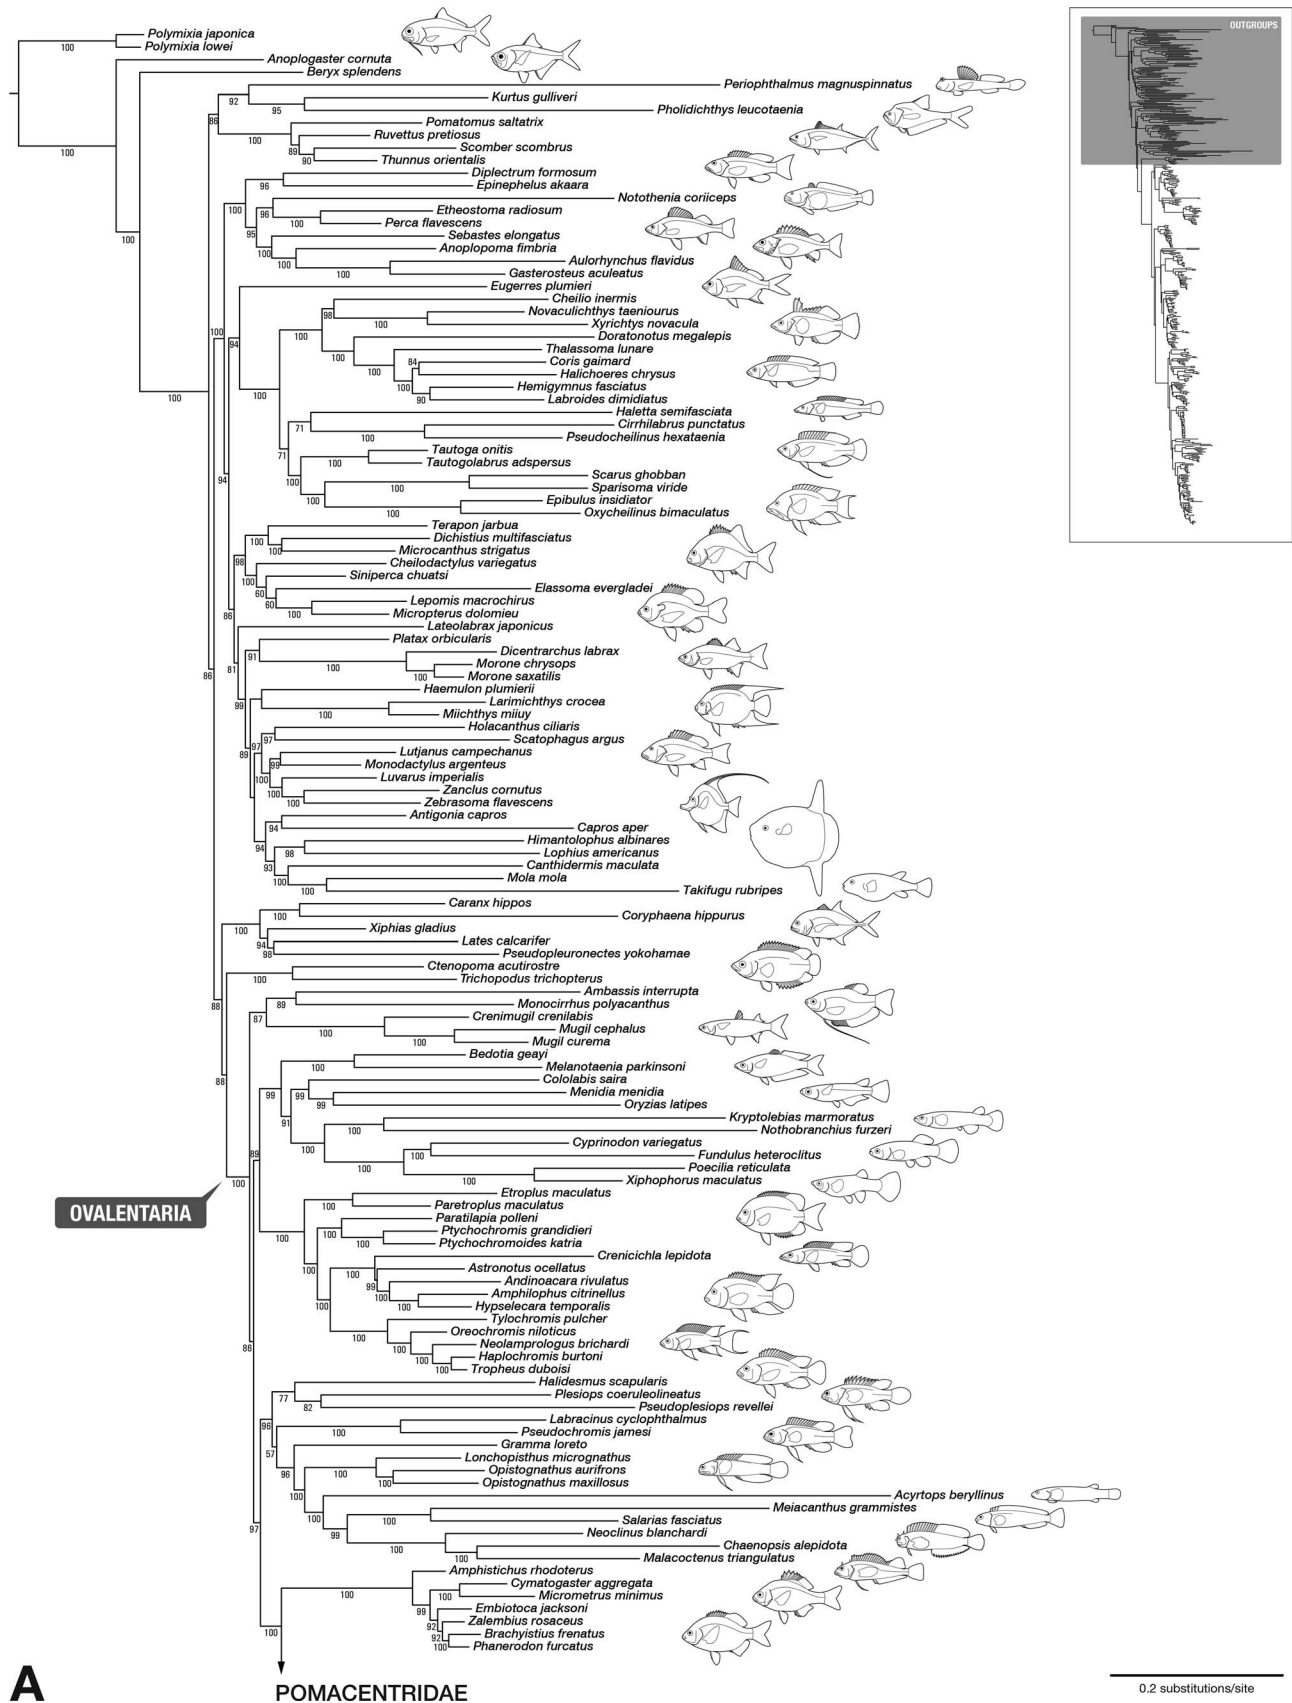 OUTGROUPS
Polymixia japonica
100
Polymixia lowei
Anoplogaster cornuta
Beryx splendens
Periophthalmus magnuspinnatus
92
Kurtus gulliveri
95
Pholidichthys leucotaenia
86
Pomatomus saltatrix
100
Ruvettus pretiosus
100
89
Scomber scombrus
90
Thunnus orientalis
Diplectrum formosum
96
Epinephelus akaara
100
Notothenia coriiceps
96
Etheostoma radiosum
100
Perca flavescens
95
Sebastes elongatus
100
100
Anoplopoma fimbria
100
Aulorhynchus flavidus
100
Gasterosteus aculeatus
Eugerres plumieri
Cheilio inermis
98
Novaculichthys taeniourus
100
Xyrichtys novacula
100
94
100
Doratonotus megalepis
100
Thalassoma lunare
100
84
Coris gaimard
Halichoeres chrysus
100
Hemigymnus fasciatus
100
100
90
Labroides dimidiatus
Haletta semifasciata
71
Cirrhilabrus punctatus
100
Pseudocheilinus hexataenia
71
Tautoga onitis
100
Tautogolabrus adspersus
94
100
Scarus ghobban
100
Sparisoma viride
100
Epibulus insidiator
100
Oxycheilinus bimaculatus
Terapon jarbua
100
Dichistius multifasciatus
100
Microcanthus strigatus
98
Cheilodactylus variegatus
100
Siniperca chuatsi
60
Elassoma evergladei
60
Lepomis macrochirus
100
Micropterus dolomieu
86
Lateolabrax japonicus
Platax orbicularis
91
Dicentrarchus labrax
81
100
Morone chrysops
100
Morone saxatilis
86
Haemulon plumierii
99
Larimichthys crocea
100
Miichthys miiuy
Holacanthus ciliaris
97
97
Scatophagus argus
89
Lutjanus campechanus
99
Monodactylus argenteus
100
Luvarus imperialis
100
Zanclus cornutus
100
Zebrasoma flavescens
Antigonia capros
94
Capros aper
94
Himantolophus albinares
98
Lophius americanus
93
Canthidermis maculata
100
Mola mola
100
Takifugu rubripes
Caranx hippos
100
Coryphaena hippurus
100
Xiphias gladius
94
Lates calcarifer
98
Pseudopleuronectes yokohamae
Ctenopoma acutirostre
100
Trichopodus trichopterus
88
Ambassis interrupta
89
Monocirrhus polyacanthus
87
Crenimugil crenilabis
100
Mugil cephalus
100
Mugil curema
Bedotia geayi
100
Melanotaenia parkinsoni
88
Cololabis saira
99
99
Menidia menidia
99
Oryzias latipes
91
Kryptolebias marmoratus
100
Nothobranchius furzeri
100
Cyprinodon variegatus
100
89
Fundulus heteroclitus
100
Poecilia reticulata
100
Xiphophorus maculatus
100
Etroplus maculatus
100
Paretroplus maculatus
OVALENTARIA
Paratilapia polleni
100
100
Ptychochromis grandidieri
100
Ptychochromoides katria
Crenicichla lepidota
100
100
Astronotus ocellatus
99
Andinoacara rivulatus
100
Amphilophus citrinellus
100
100
Hypselecara temporalis
Tylochromis pulcher
100
Oreochromis niloticus
86
100
Neolamprologus brichardi
100
Haplochromis burtoni
100
Tropheus duboisi
Halidesmus scapularis
77
Plesiops coeruleolineatus
82
Pseudoplesiops revellei
96
Labracinus cyclophthalmus
100
Pseudochromis jamesi
57
Gramma loreto
96
Lonchopisthus micrognathus
100
Opistognathus aurifrons
100
Opistognathus maxillosus
100
Acyrtops beryllinus
100
Meiacanthus grammistes
100
Salarias fasciatus
97
99
Neoclinus blanchardi
100
Chaenopsis alepidota
100
Malacoctenus triangulatus
Amphistichus rhodoterus
100
Cymatogaster aggregata
100
Micrometrus minimus
99
Embiotoca jacksoni
92
Zalembius rosaceus
100
92
Brachyistius frenatus
100
Phanerodon furcatus
A
POMACENTRIDAE
0.2 substitutions/site